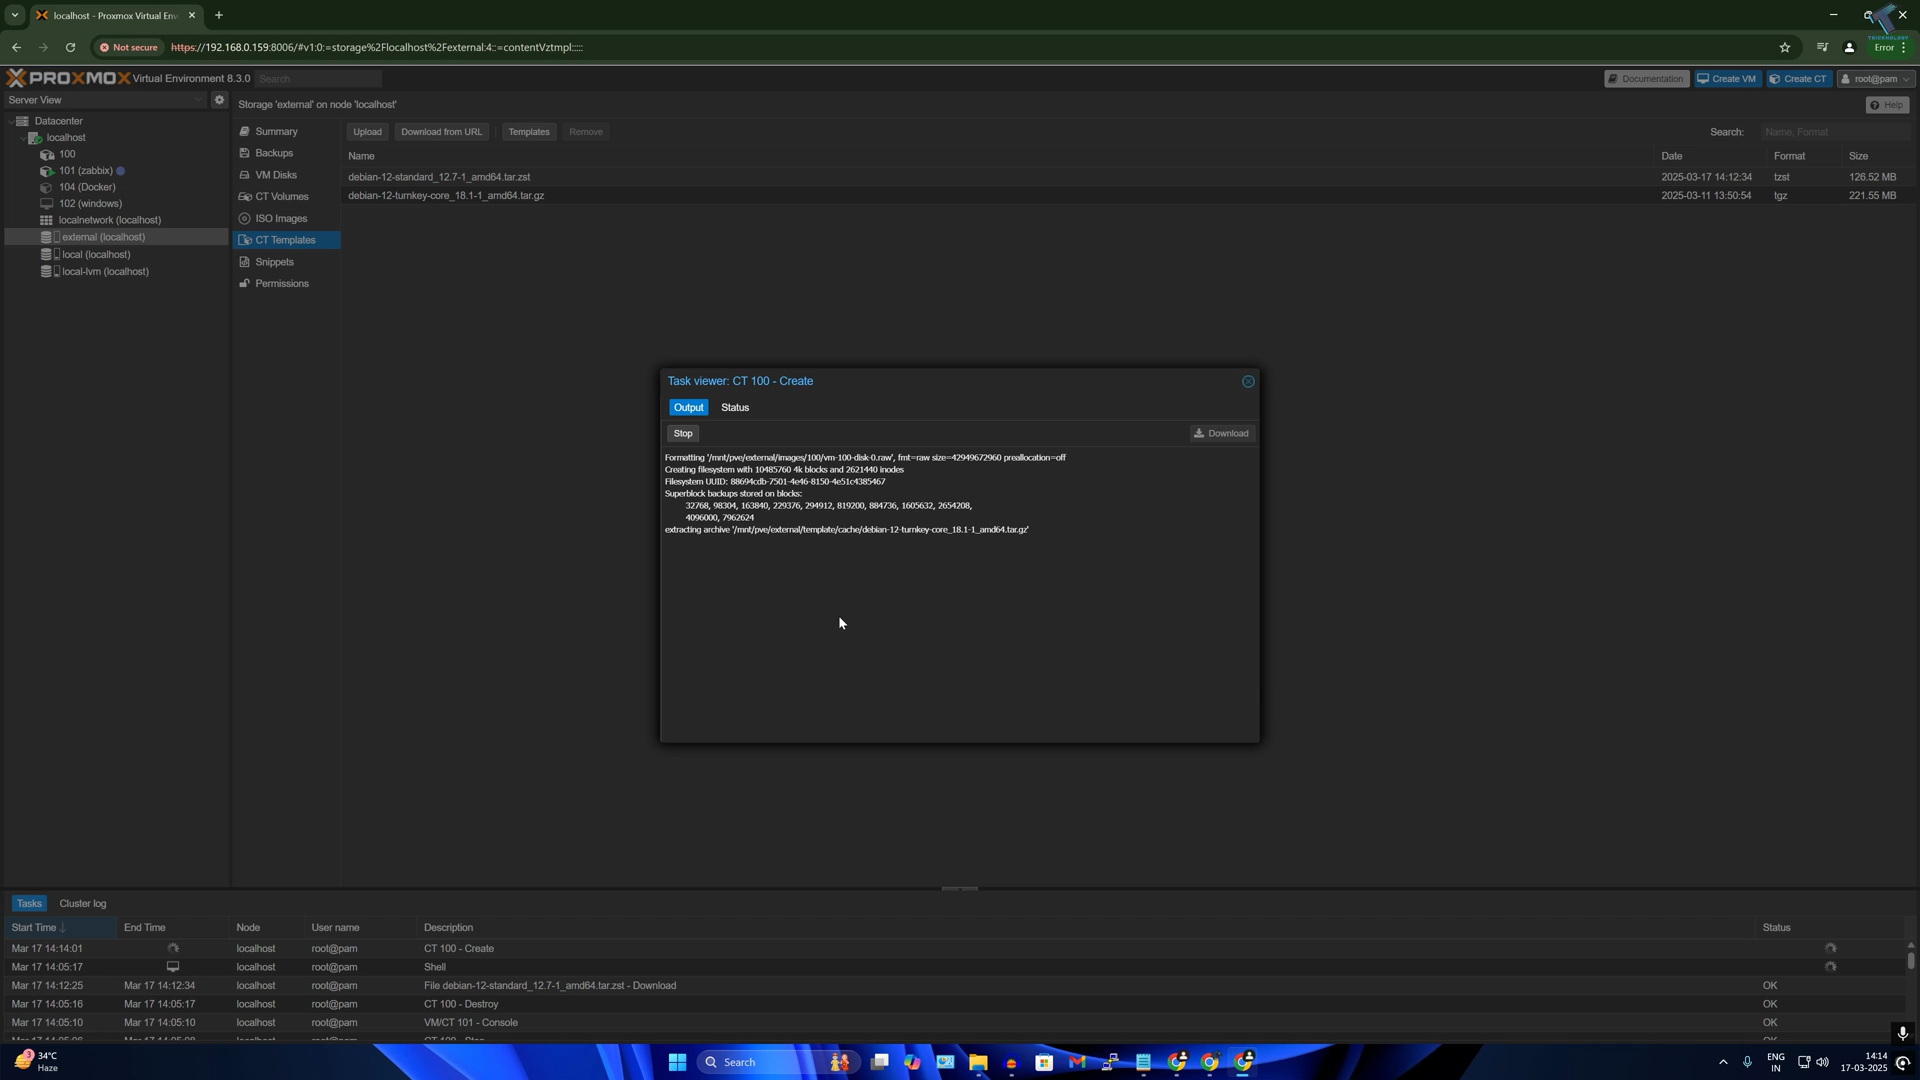 localhost - Proxmox Virtual Env
TRICKNOLOGY
Not secure
https://192.168.0.159:8006/#v1:0:=storage%2Flocalhost%2Fexternal:4::=contentVztmpl:::::
Error
PROXMOX Virtual Environment 8.3.0
Search
Documentation
Create VM
Create CT
root@pam
Server View
Storage 'external' on node 'localhost'
Help
Datacenter
localhost
100
101 (zabbix)
104 (Docker)
102 (windows)
localnetwork (localhost)
external (localhost)
local (localhost)
local-lvm (localhost)
Summary
Backups
VM Disks
CT Volumes
ISO Images
CT Templates
Snippets
Permissions
Upload
Download from URL
Templates
Remove
Search:
Name, Format
Name Date Format Size
debian-12-standard_12.7-1_amd64.tar.zst 2025-03-17 14:12:34 tzst 126.52 MB
debian-12-turnkey-core_18.1-1_amd64.tar.gz 2025-03-11 13:50:54 tgz 221.55 MB
Task viewer: CT 100 - Create
Output
Status
Stop
Download
Formatting '/mnt/pve/external/images/100/vm-100-disk-0.raw', fmt=raw size=42949672960 preallocation=off
Creating filesystem with 10485760 4k blocks and 2621440 inodes
Filesystem UUID: 88694cdb-7501-4e46-8150-4e51c4385467
Superblock backups stored on blocks:
32768, 98304, 163840, 229376, 294912, 819200, 884736, 1605632, 2654208,
4096000, 7962624
extracting archive '/mnt/pve/external/template/cache/debian-12-turnkey-core_18.1-1_amd64.tar.gz'
Tasks
Cluster log
Start Time End Time Node User name Description Status
Mar 17 14:14:01 localhost root@pam CT 100 - Create
Mar 17 14:05:17 localhost root@pam Shell
Mar 17 14:12:25 Mar 17 14:12:34 localhost root@pam File debian-12-standard_12.7-1_amd64.tar.zst - Download OK
Mar 17 14:05:16 Mar 17 14:05:17 localhost root@pam CT 100 - Destroy OK
Mar 17 14:05:10 Mar 17 14:05:10 localhost root@pam VM/CT 101 - Console OK
3
34°C
Haze
Search
ENG
IN
14:14
17-03-2025